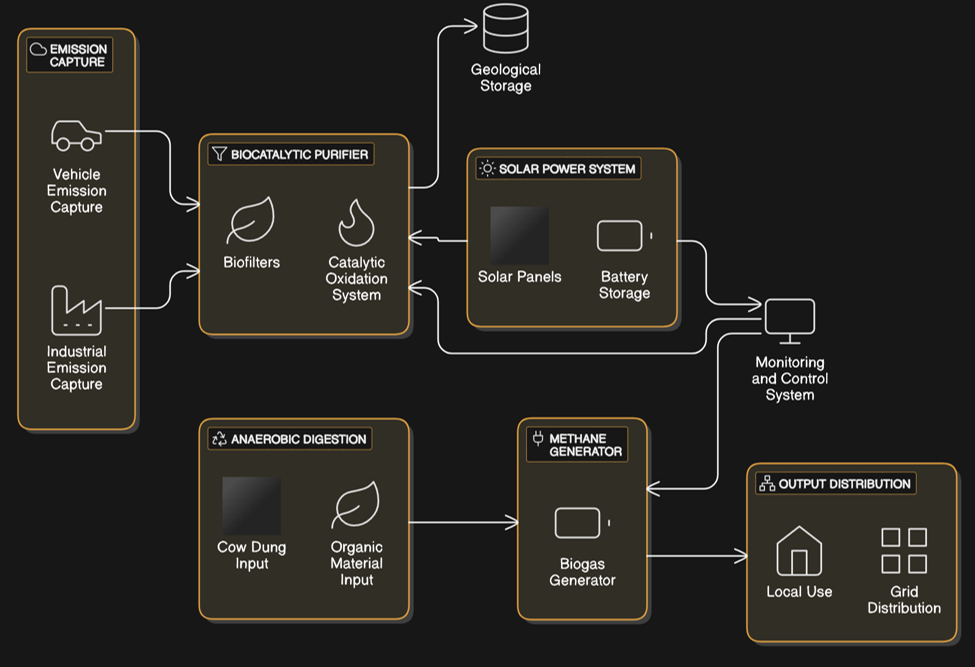 EMISSION
CAPTURE
Vehicle
Emission
Capture
Industrial
Emission
Capture
BIOCATALYTIC PURIFIER
Biofilters
Catalytic
Oxidation
System
Geological
Storage
SOLAR POWER SYSTEM
Solar Panels
Battery
Storage
Monitoring
and Control
System
ANAEROBIC DIGESTION
Cow Dung
Input
Organic
Material
Input
METHANE
GENERATOR
Biogas
Generator
OUTPUT DISTRIBUTION
Local Use
Grid
Distribution